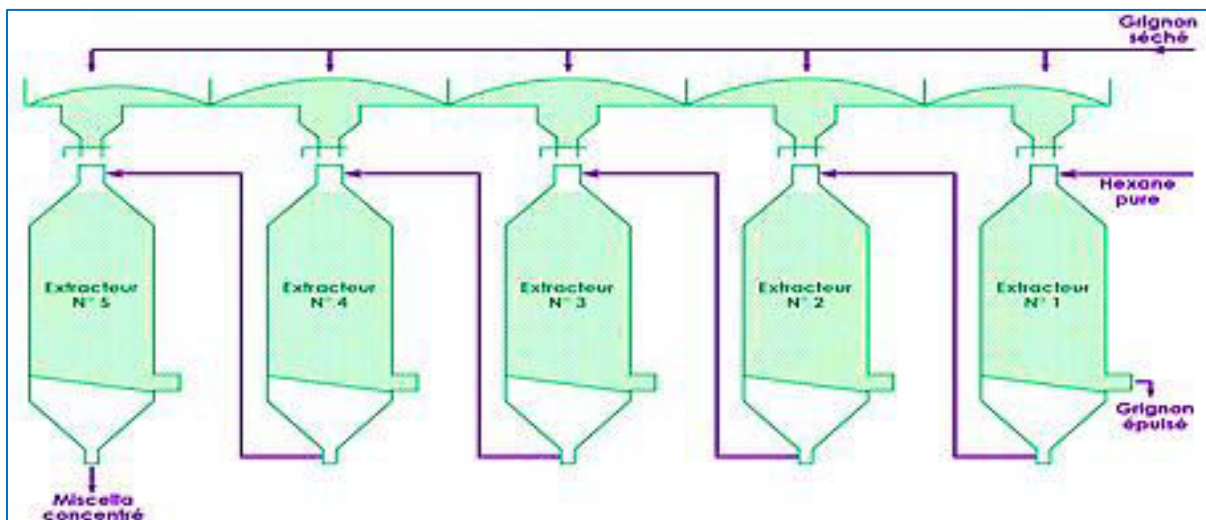 Grignon
séché
Hexane
pure
Extracteur
N° 5
Extracteur
N° 4
Extracteur
N° 3
Extracteur
N° 2
Extracteur
N° 1
Grignon
épuisé
Miscella
concentré